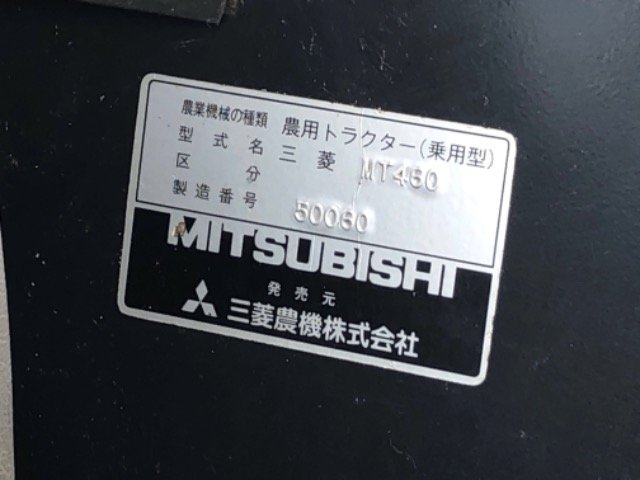 農業機械の種類 農用トラクター(乗用型)
型式名 三菱 MT460
区分
製造番号 50060
MITSUBISHI
発売元
三菱農機株式会社